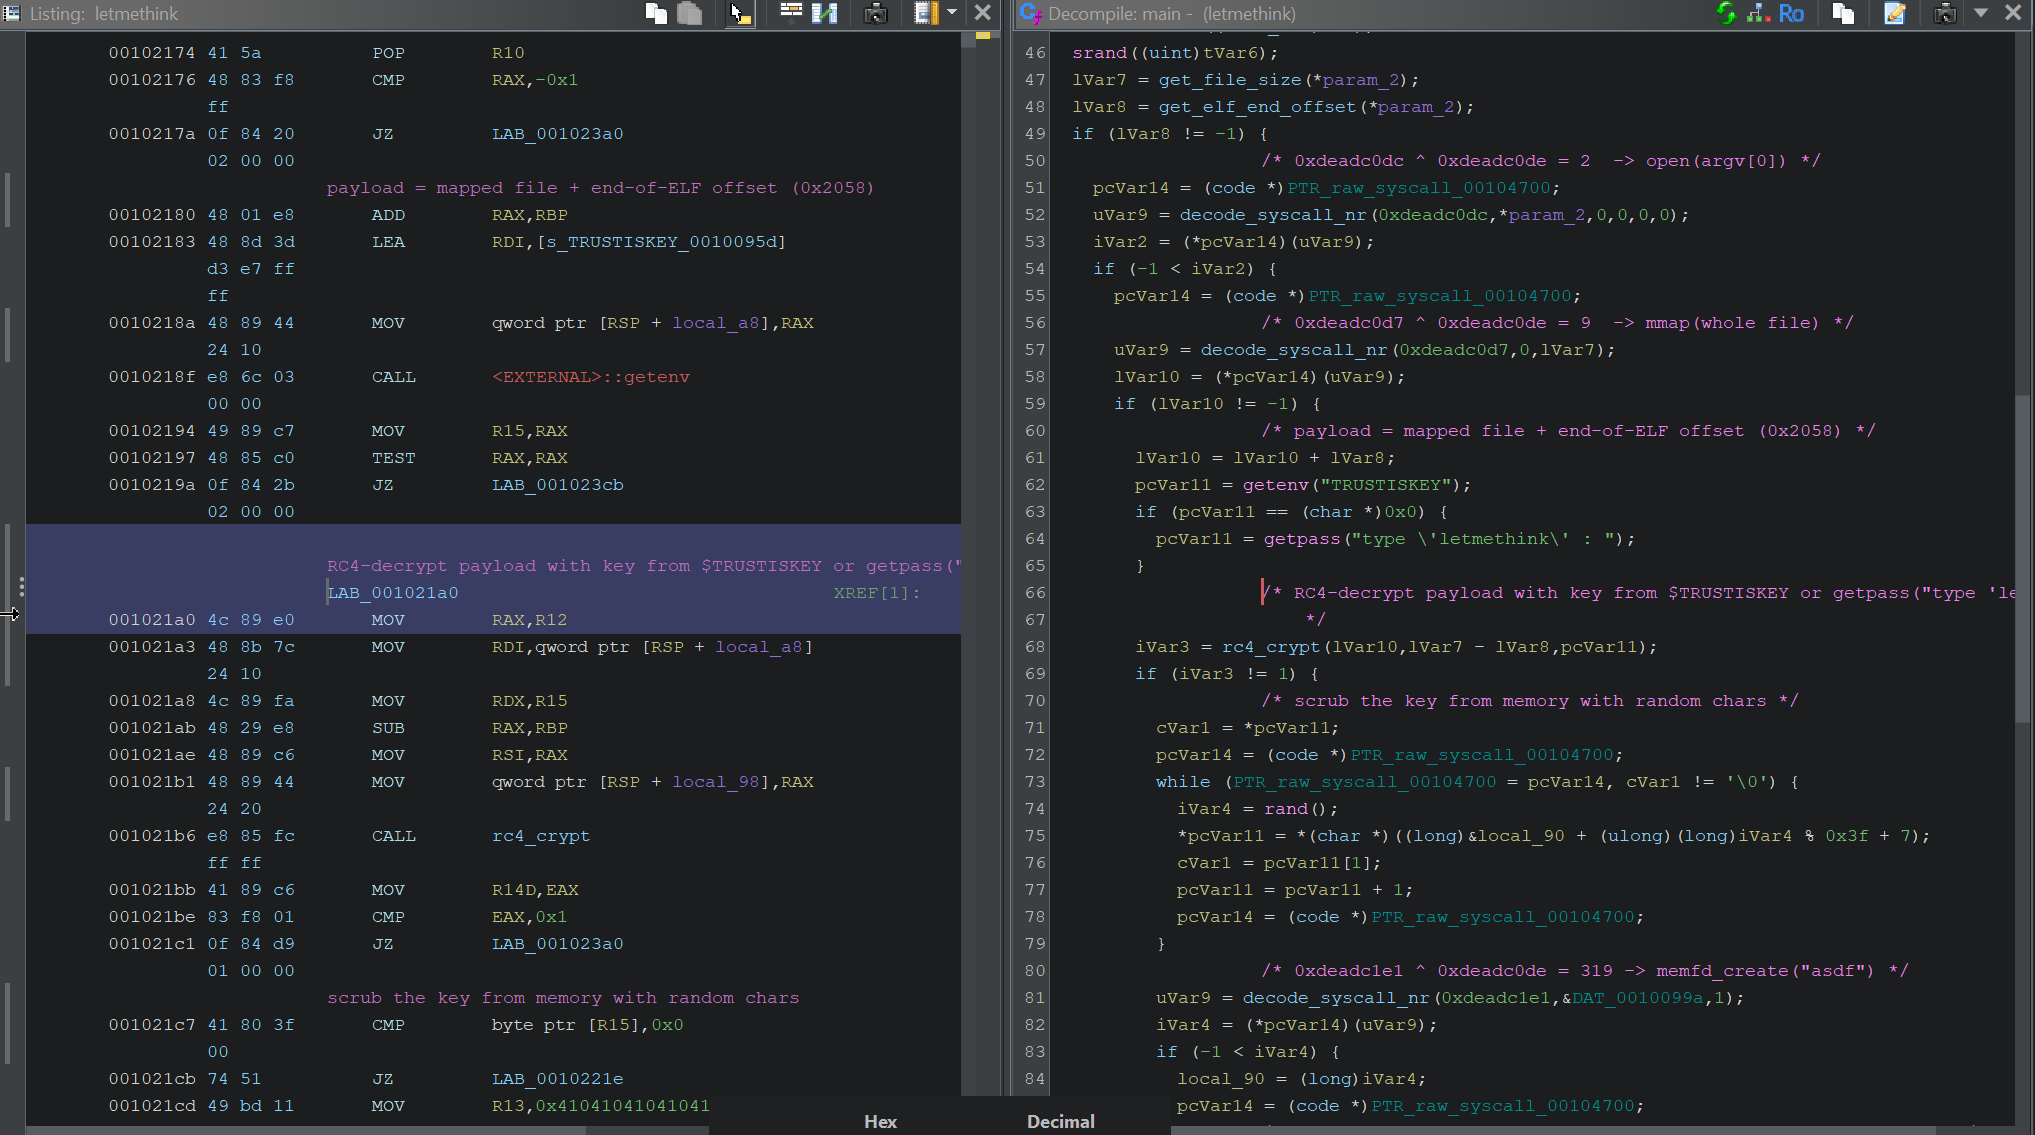 Listing: letmethink
00102174 41 5a POP R10
00102176 48 83 f8 CMP RAX,-0x1
ff
0010217a 0f 84 20 JZ LAB_001023a0
02 00 00
payload = mapped file + end-of-ELF offset (0x2058)
00102180 48 01 e8 ADD RAX,RBP
00102183 48 8d 3d LEA RDI,[s_TRUSTISKEY_0010095d]
d3 e7 ff
ff
0010218a 48 89 44 MOV qword ptr [RSP + local_a8],RAX
24 10
0010218f e8 6c 03 CALL <EXTERNAL>::getenv
00 00
00102194 49 89 c7 MOV R15,RAX
00102197 48 85 c0 TEST RAX,RAX
0010219a 0f 84 2b JZ LAB_001023cb
02 00 00
RC4-decrypt payload with key from $TRUSTISKEY or getpass("
LAB_001021a0 XREF[1]:
001021a0 4c 89 e0 MOV RAX,R12
001021a3 48 8b 7c MOV RDI,qword ptr [RSP + local_a8]
24 10
001021a8 4c 89 fa MOV RDX,R15
001021ab 48 29 e8 SUB RAX,RBP
001021ae 48 89 c6 MOV RSI,RAX
001021b1 48 89 44 MOV qword ptr [RSP + local_98],RAX
24 20
001021b6 e8 85 fc CALL rc4_crypt
ff ff
001021bb 41 89 c6 MOV R14D,EAX
001021be 83 f8 01 CMP EAX,0x1
001021c1 0f 84 d9 JZ LAB_001023a0
01 00 00
scrub the key from memory with random chars
001021c7 41 80 3f CMP byte ptr [R15],0x0
00
001021cb 74 51 JZ LAB_0010221e
001021cd 49 bd 11 MOV R13,0x41041041041041
Decompile: main - (letmethink)
Ro
46 srand((uint)tVar6);
47 lVar7 = get_file_size(*param_2);
48 lVar8 = get_elf_end_offset(*param_2);
49 if (lVar8 != -1) {
50 /* 0xdeadc0dc ^ 0xdeadc0de = 2 -> open(argv[0]) */
51 pcVar14 = (code *)PTR_raw_syscall_00104700;
52 uVar9 = decode_syscall_nr(0xdeadc0dc,*param_2,0,0,0,0);
53 iVar2 = (*pcVar14)(uVar9);
54 if (-1 < iVar2) {
55 pcVar14 = (code *)PTR_raw_syscall_00104700;
56 /* 0xdeadc0d7 ^ 0xdeadc0de = 9 -> mmap(whole file) */
57 uVar9 = decode_syscall_nr(0xdeadc0d7,0,lVar7);
58 lVar10 = (*pcVar14)(uVar9);
59 if (lVar10 != -1) {
60 /* payload = mapped file + end-of-ELF offset (0x2058) */
61 lVar10 = lVar10 + lVar8;
62 pcVar11 = getenv("TRUSTISKEY");
63 if (pcVar11 == (char *)0x0) {
64 pcVar11 = getpass("type \'letmethink\' : ");
65 }
66 /* RC4-decrypt payload with key from $TRUSTISKEY or getpass("type 'le
67 */
68 iVar3 = rc4_crypt(lVar10,lVar7 - lVar8,pcVar11);
69 if (iVar3 != 1) {
70 /* scrub the key from memory with random chars */
71 cVar1 = *pcVar11;
72 pcVar14 = (code *)PTR_raw_syscall_00104700;
73 while (PTR_raw_syscall_00104700 = pcVar14, cVar1 != '\0') {
74 iVar4 = rand();
75 *pcVar11 = *(char *)((long)&local_90 + (ulong)(long)iVar4 % 0x3f + 7);
76 cVar1 = pcVar11[1];
77 pcVar11 = pcVar11 + 1;
78 pcVar14 = (code *)PTR_raw_syscall_00104700;
79 }
80 /* 0xdeadc1e1 ^ 0xdeadc0de = 319 -> memfd_create("asdf") */
81 uVar9 = decode_syscall_nr(0xdeadc1e1,&DAT_0010099a,1);
82 iVar4 = (*pcVar14)(uVar9);
83 if (-1 < iVar4) {
84 local_90 = (long)iVar4;
pcVar14 = (code *)PTR_raw_syscall_00104700;
Hex Decimal